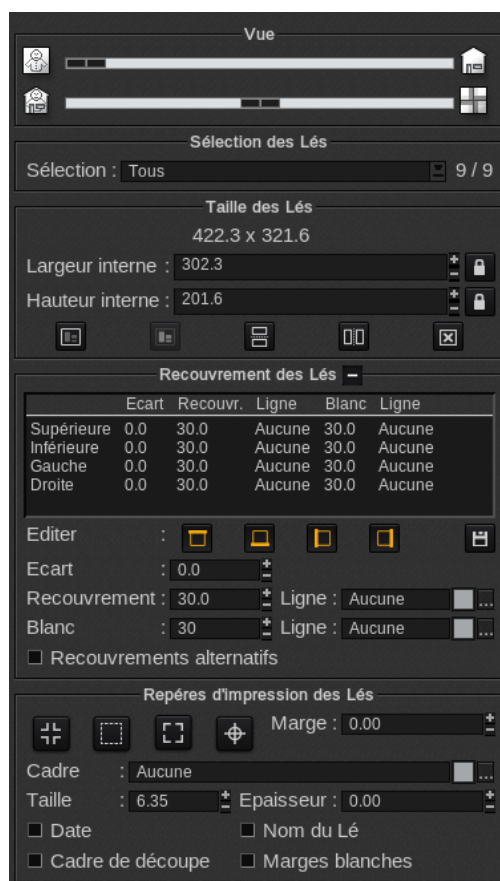 Vue
Sélection des Lés
Sélection : Tous 9 / 9
Taille des Lés
422.3 x 321.6
Largeur interne : 302.3
Hauteur interne : 201.6
Recouvrement des Lés
Ecart Recouvr. Ligne Blanc Ligne
Supérieure 0.0 30.0 Aucune 30.0 Aucune
Inférieure 0.0 30.0 Aucune 30.0 Aucune
Gauche 0.0 30.0 Aucune 30.0 Aucune
Droite 0.0 30.0 Aucune 30.0 Aucune
Editer :
Ecart : 0.0
Recouvrement : 30.0 Ligne : Aucune ...
Blanc : 30 Ligne : Aucune ...
Recouvrements alternatifs
Repéres d'impression des Lés
Marge : 0.00
Cadre : Aucune ...
Taille : 6.35 Epaisseur : 0.00
Date Nom du Lé
Cadre de découpe Marges blanches